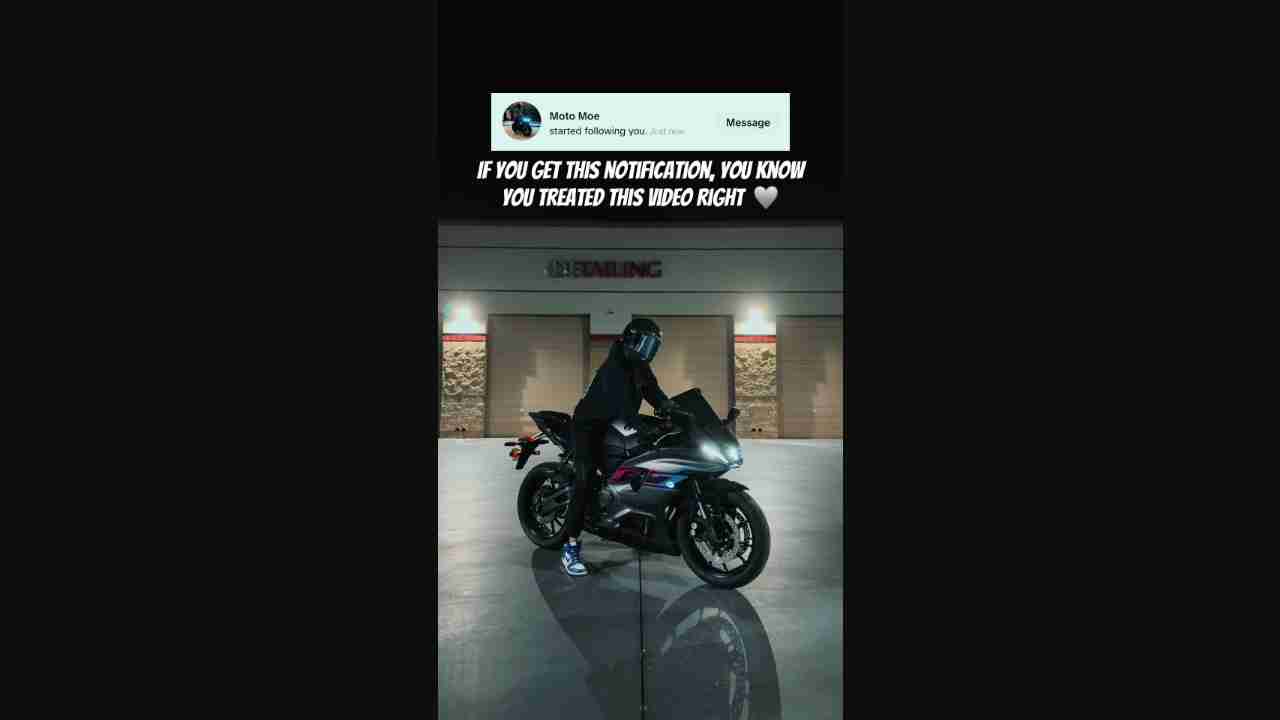 Moto Moe
started following you. Just now
Message
IF YOU GET THIS NOTIFICATION, YOU KNOW
YOU TREATED THIS VIDEO RIGHT 🤍
DETAILING